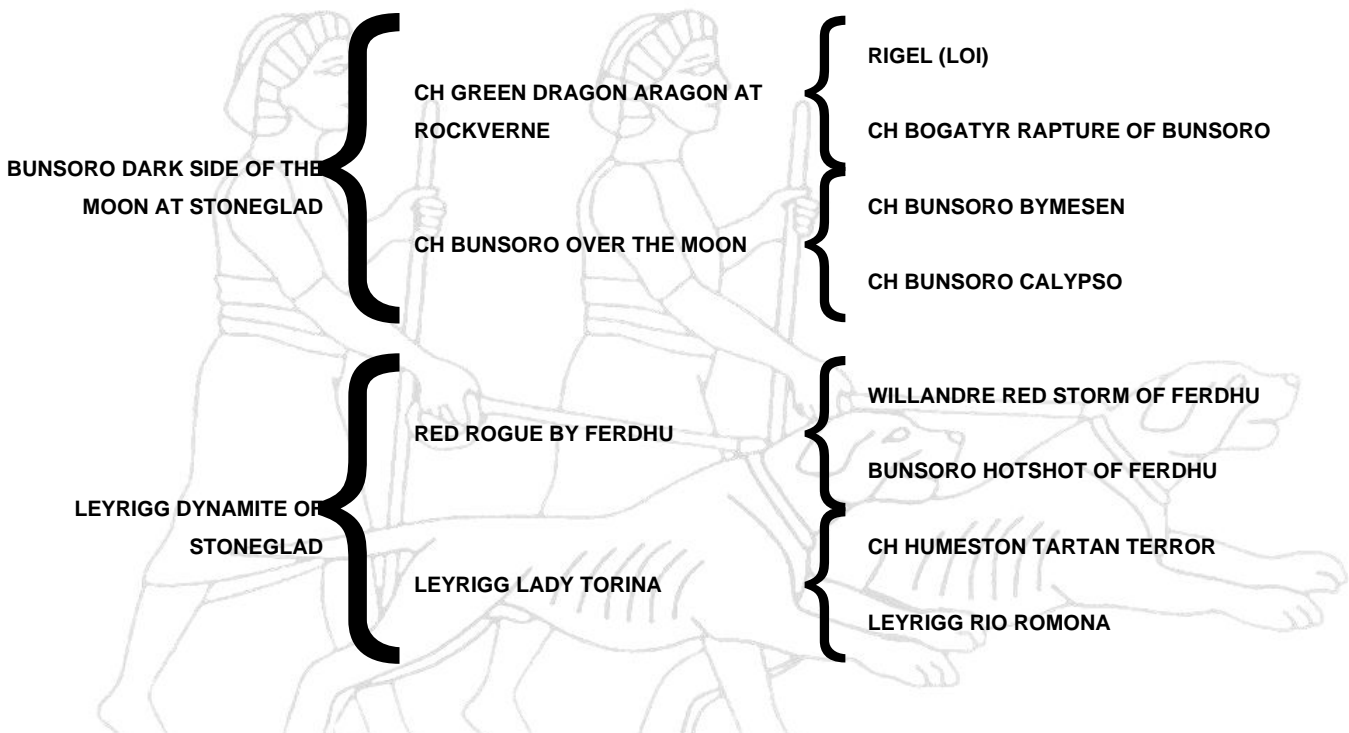 BUNSORO DARK SIDE OF THE
MOON AT STONEGLAD
CH GREEN DRAGON ARAGON AT
ROCKVERNE
RIGEL (LOI)
CH BOGATYR RAPTURE OF BUNSORO
CH BUNSORO OVER THE MOON
CH BUNSORO BYMESEN
CH BUNSORO CALYPSO
LEYRIGG DYNAMITE OF
STONEGLAD
RED ROGUE BY FERDHU
WILLANDRE RED STORM OF FERDHU
BUNSORO HOTSHOT OF FERDHU
LEYRIGG LADY TORINA
CH HUMESTON TARTAN TERROR
LEYRIGG RIO ROMONA